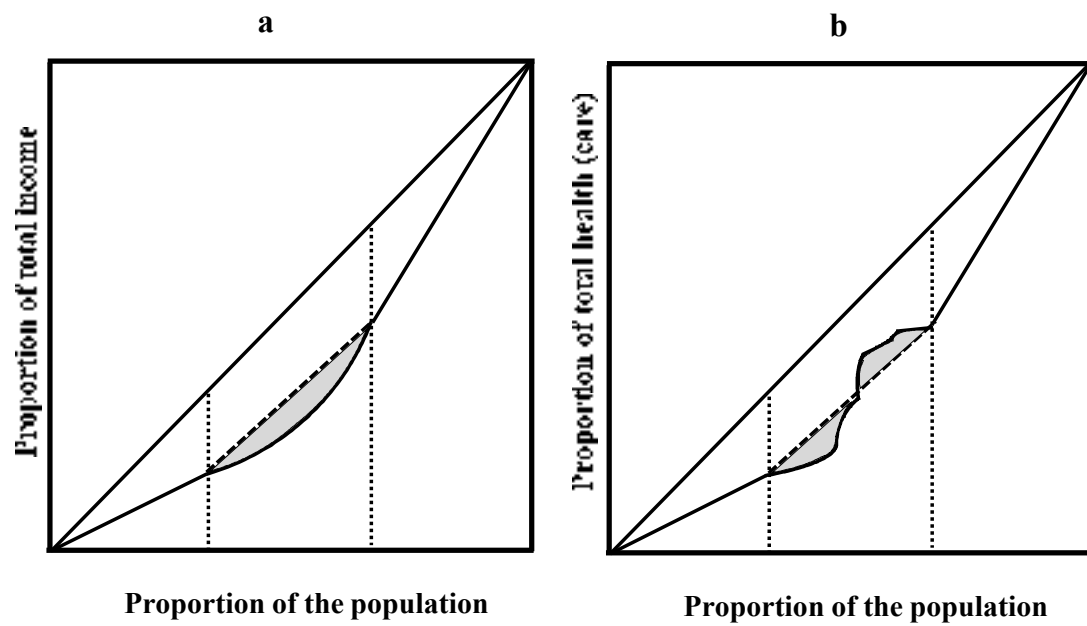 a
b
Proportion of total income
Proportion of total health (care)
Proportion of the population
Proportion of the population